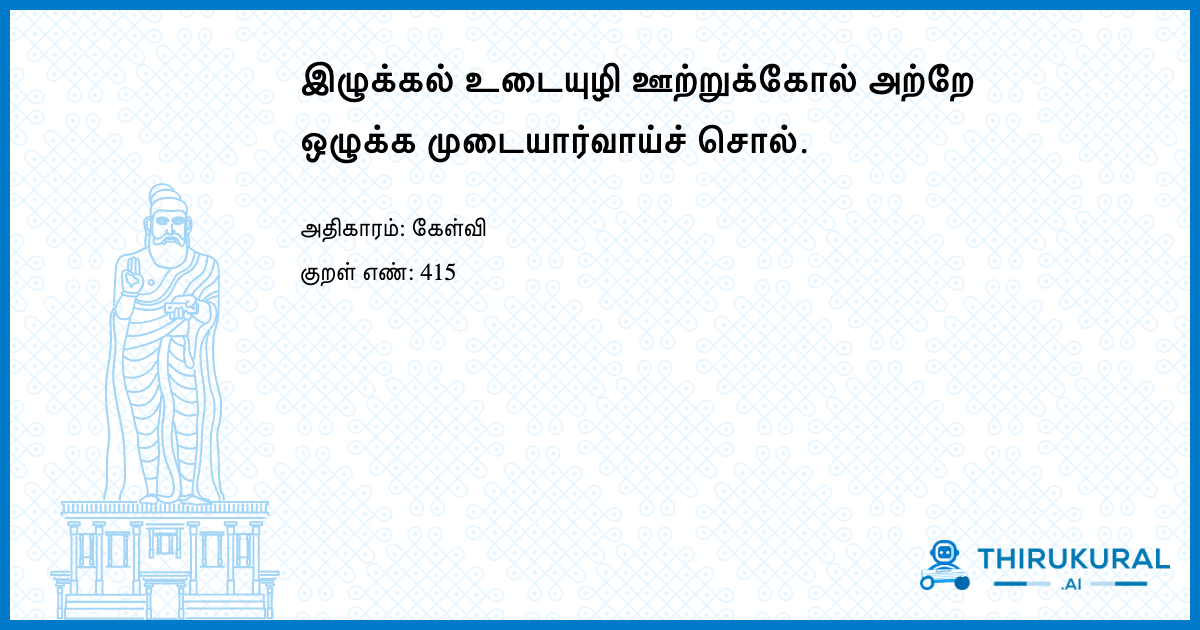 இழுக்கல் உடையுழி ஊற்றுக்கோல் அற்றே
ஒழுக்க முடையார்வாய்ச் சொல்.
அதிகாரம்: கேள்வி
குறள் எண்: 415
THIRUKURAL
.AI